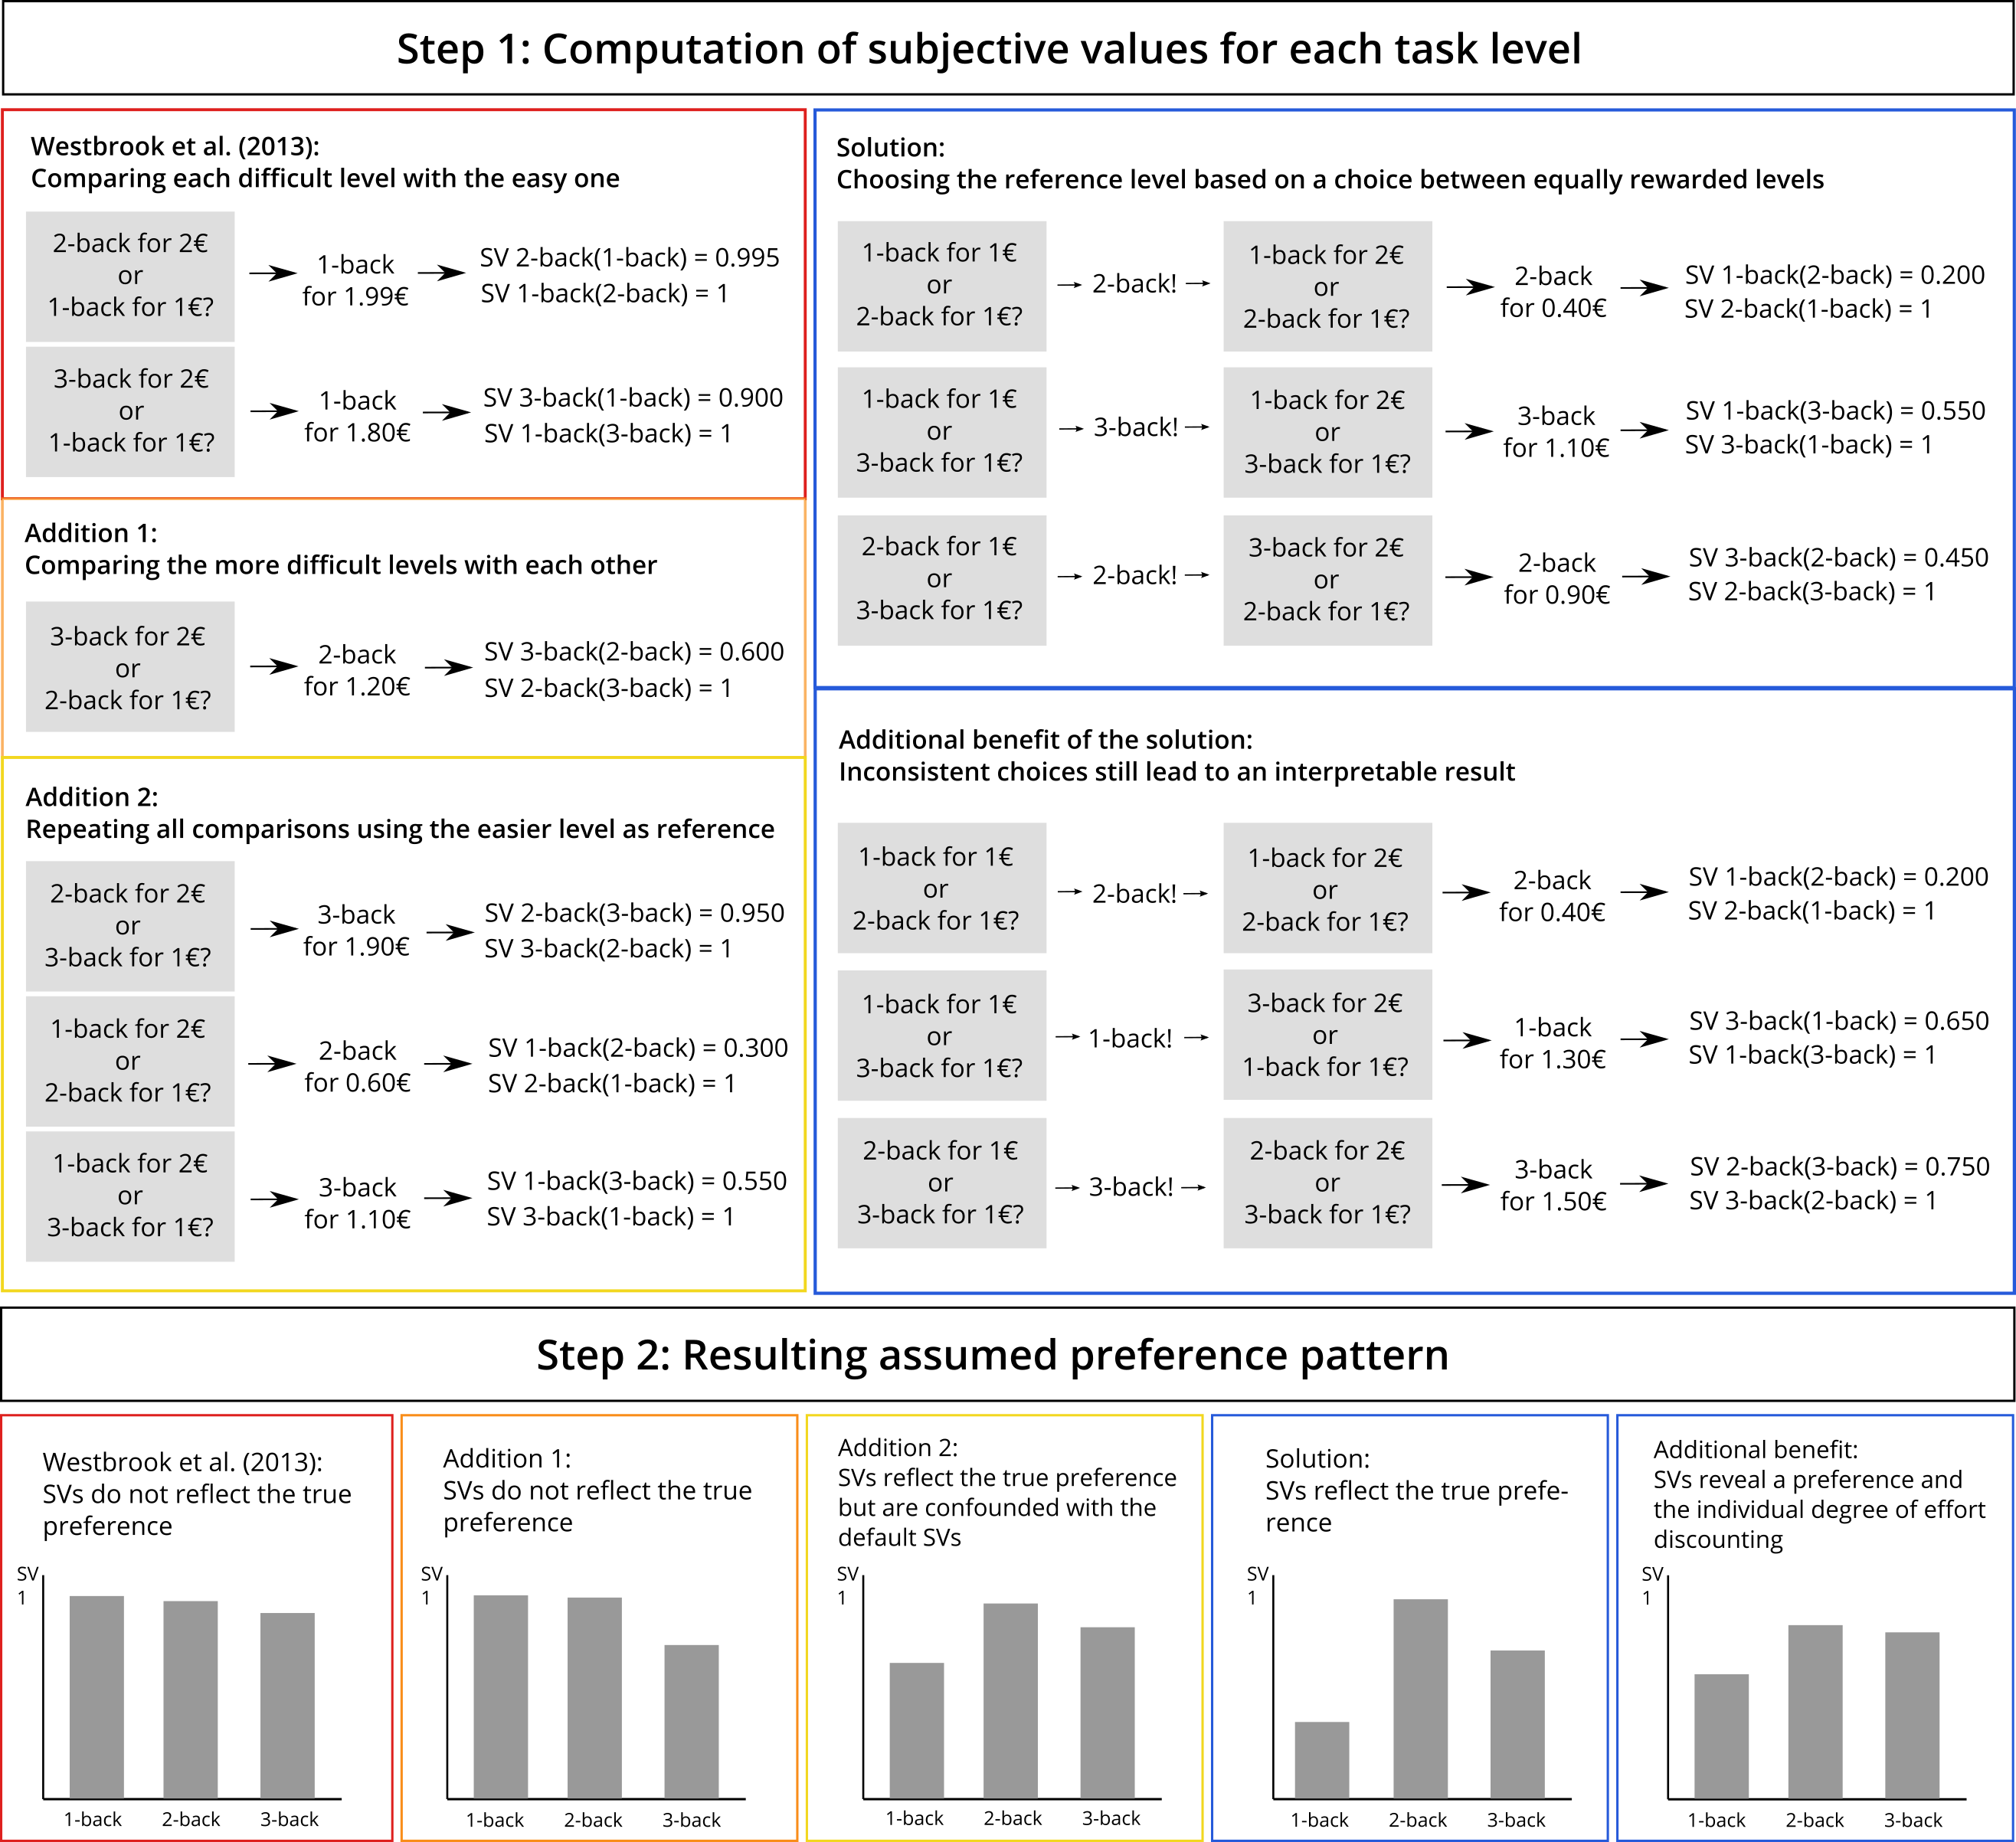 Step 1: Computation of subjective values for each task level
Westbrook et al. (2013):
Comparing each difficult level with the easy one
2-back for 2€
or
1-back for 1€?
1-back
for 1.99€
SV 2-back(1-back) = 0.995
SV 1-back(2-back) = 1
3-back for 2€
or
1-back for 1€?
1-back
for 1.80€
SV 3-back(1-back) = 0.900
SV 1-back(3-back) = 1
Addition 1:
Comparing the more difficult levels with each other
3-back for 2€
or
2-back for 1€?
2-back
for 1.20€
SV 3-back(2-back) = 0.600
SV 2-back(3-back) = 1
Addition 2:
Repeating all comparisons using the easier level as reference
2-back for 2€
or
3-back for 1€?
3-back
for 1.90€
SV 2-back(3-back) = 0.950
SV 3-back(2-back) = 1
1-back for 2€
or
2-back for 1€?
2-back
for 0.60€
SV 1-back(2-back) = 0.300
SV 2-back(1-back) = 1
1-back for 2€
or
3-back for 1€?
3-back
for 1.10€
SV 1-back(3-back) = 0.550
SV 3-back(1-back) = 1
Solution:
Choosing the reference level based on a choice between equally rewarded levels
1-back for 1€
or
2-back for 1€?
2-back!
1-back for 2€
or
2-back for 1€?
2-back
for 0.40€
SV 1-back(2-back) = 0.200
SV 2-back(1-back) = 1
1-back for 1€
or
3-back for 1€?
3-back!
1-back for 2€
or
3-back for 1€?
3-back
for 1.10€
SV 1-back(3-back) = 0.550
SV 3-back(1-back) = 1
2-back for 1€
or
3-back for 1€?
2-back!
3-back for 2€
or
2-back for 1€?
2-back
for 0.90€
SV 3-back(2-back) = 0.450
SV 2-back(3-back) = 1
Additional benefit of the solution:
Inconsistent choices still lead to an interpretable result
1-back for 1€
or
2-back for 1€?
2-back!
1-back for 2€
or
2-back for 1€?
2-back
for 0.40€
SV 1-back(2-back) = 0.200
SV 2-back(1-back) = 1
1-back for 1€
or
3-back for 1€?
1-back!
3-back for 2€
or
1-back for 1€?
1-back
for 1.30€
SV 3-back(1-back) = 0.650
SV 1-back(3-back) = 1
2-back for 1€
or
3-back for 1€?
3-back!
2-back for 2€
or
3-back for 1€?
3-back
for 1.50€
SV 2-back(3-back) = 0.750
SV 3-back(2-back) = 1
Step 2: Resulting assumed preference pattern
Westbrook et al. (2013):
SVs do not reflect the true
preference
SV
1
1-back 2-back 3-back
Addition 1:
SVs do not reflect the true
preference
SV
1
1-back 2-back 3-back
Addition 2:
SVs reflect the true preference
but are confounded with the
default SVs
SV
1
1-back 2-back 3-back
Solution:
SVs reflect the true prefe-
rence
SV
1
1-back 2-back 3-back
Additional benefit:
SVs reveal a preference and
the individual degree of effort
discounting
SV
1
1-back 2-back 3-back